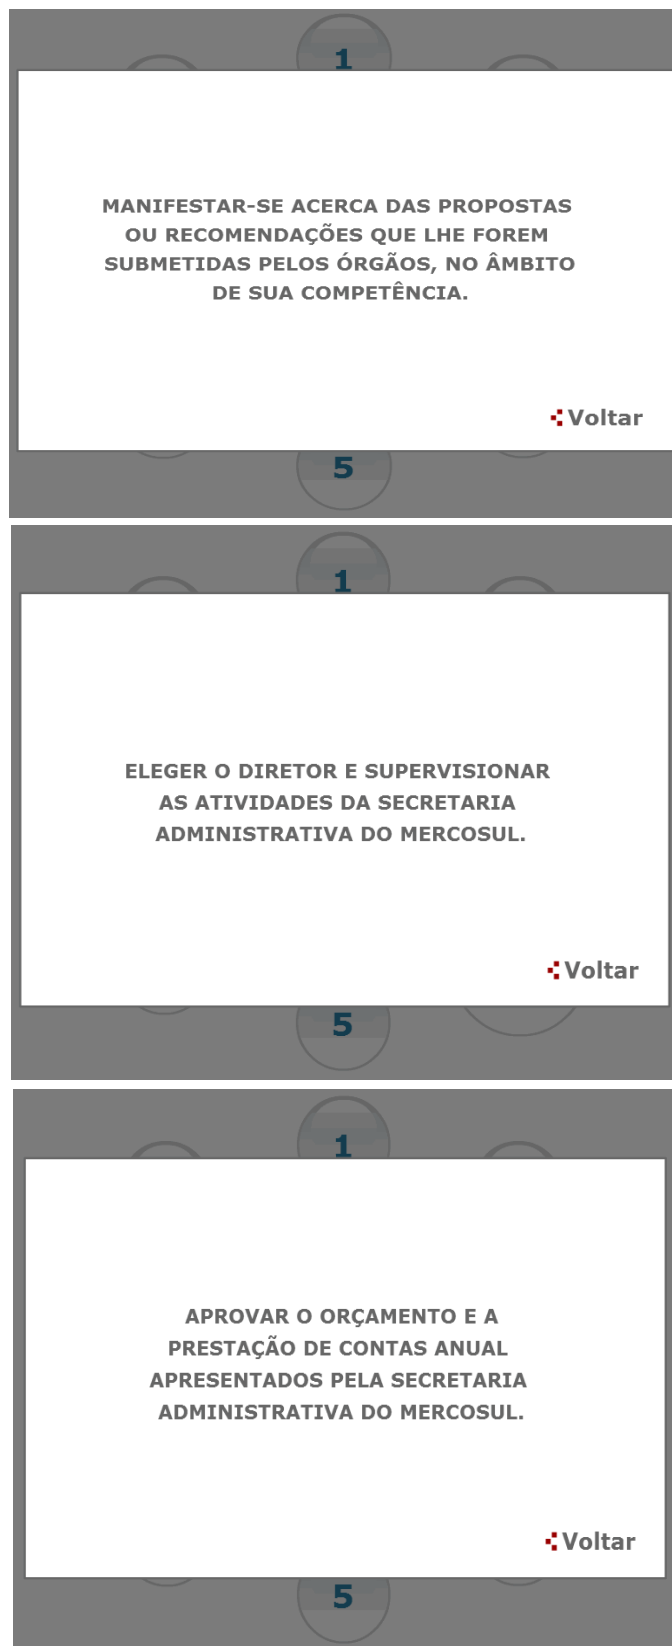 1
MANIFESTAR-SE ACERCA DAS PROPOSTAS
OU RECOMENDAÇÕES QUE LHE FOREM
SUBMETIDAS PELOS ÓRGÃOS, NO ÂMBITO
DE SUA COMPETÊNCIA.
Voltar
5
1
ELEGER O DIRETOR E SUPERVISIONAR
AS ATIVIDADES DA SECRETARIA
ADMINISTRATIVA DO MERCOSUL.
Voltar
5
1
APROVAR O ORÇAMENTO E A
PRESTAÇÃO DE CONTAS ANUAL
APRESENTADOS PELA SECRETARIA
ADMINISTRATIVA DO MERCOSUL.
Voltar
5